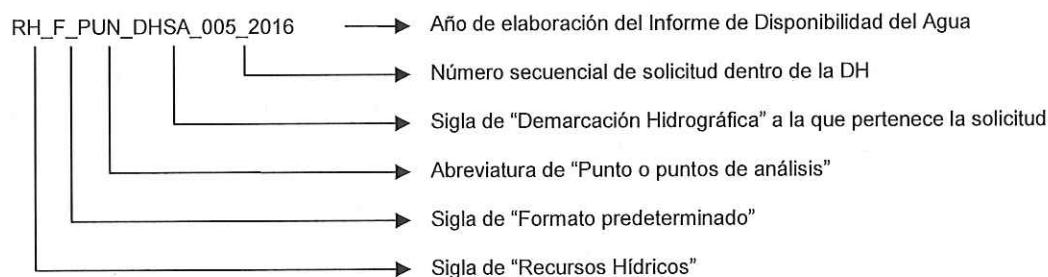 RH_F_PUN_DHSA_005_2016
Año de elaboración del Informe de Disponibilidad del Agua
Número secuencial de solicitud dentro de la DH
Sigla de “Demarcación Hidrográfica” a la que pertenece la solicitud
Abreviatura de “Punto o puntos de análisis”
Sigla de “Formato predeterminado”
Sigla de “Recursos Hídricos”